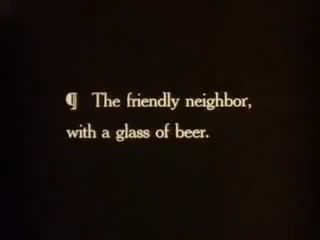 ¶ The friendly neighbor,
with a glass of beer.